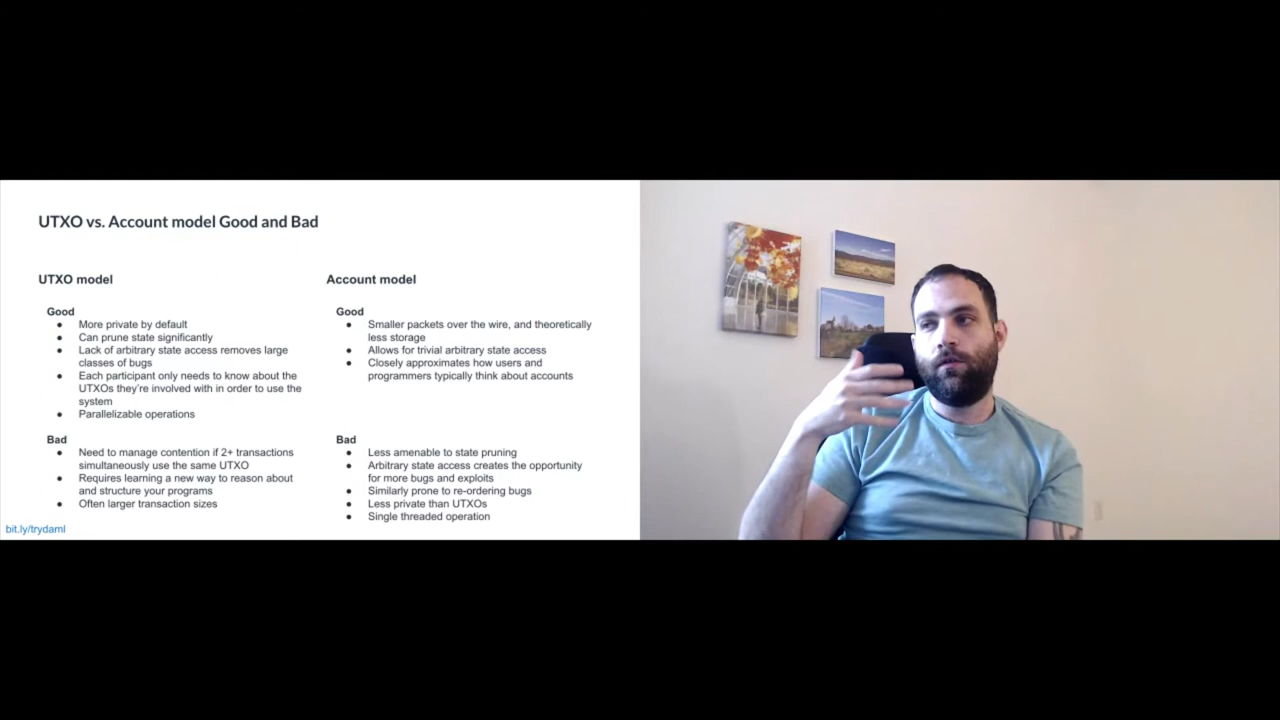 UTXO vs. Account model Good and Bad
UTXO model
Good
● More private by default
● Can prune state significantly
● Lack of arbitrary state access removes large
classes of bugs
● Each participant only needs to know about the
UTXOs they're involved with in order to use the
system
● Parallelizable operations
Bad
● Need to manage contention if 2+ transactions
simultaneously use the same UTXO
● Requires learning a new way to reason about
and structure your programs
● Often larger transaction sizes
Account model
Good
● Smaller packets over the wire, and theoretically
less storage
● Allows for trivial arbitrary state access
● Closely approximates how users and
programmers typically think about accounts
Bad
● Less amenable to state pruning
● Arbitrary state access creates the opportunity
for more bugs and exploits
● Similarly prone to re-ordering bugs
● Less private than UTXOs
● Single threaded operation
bit.ly/trydaml